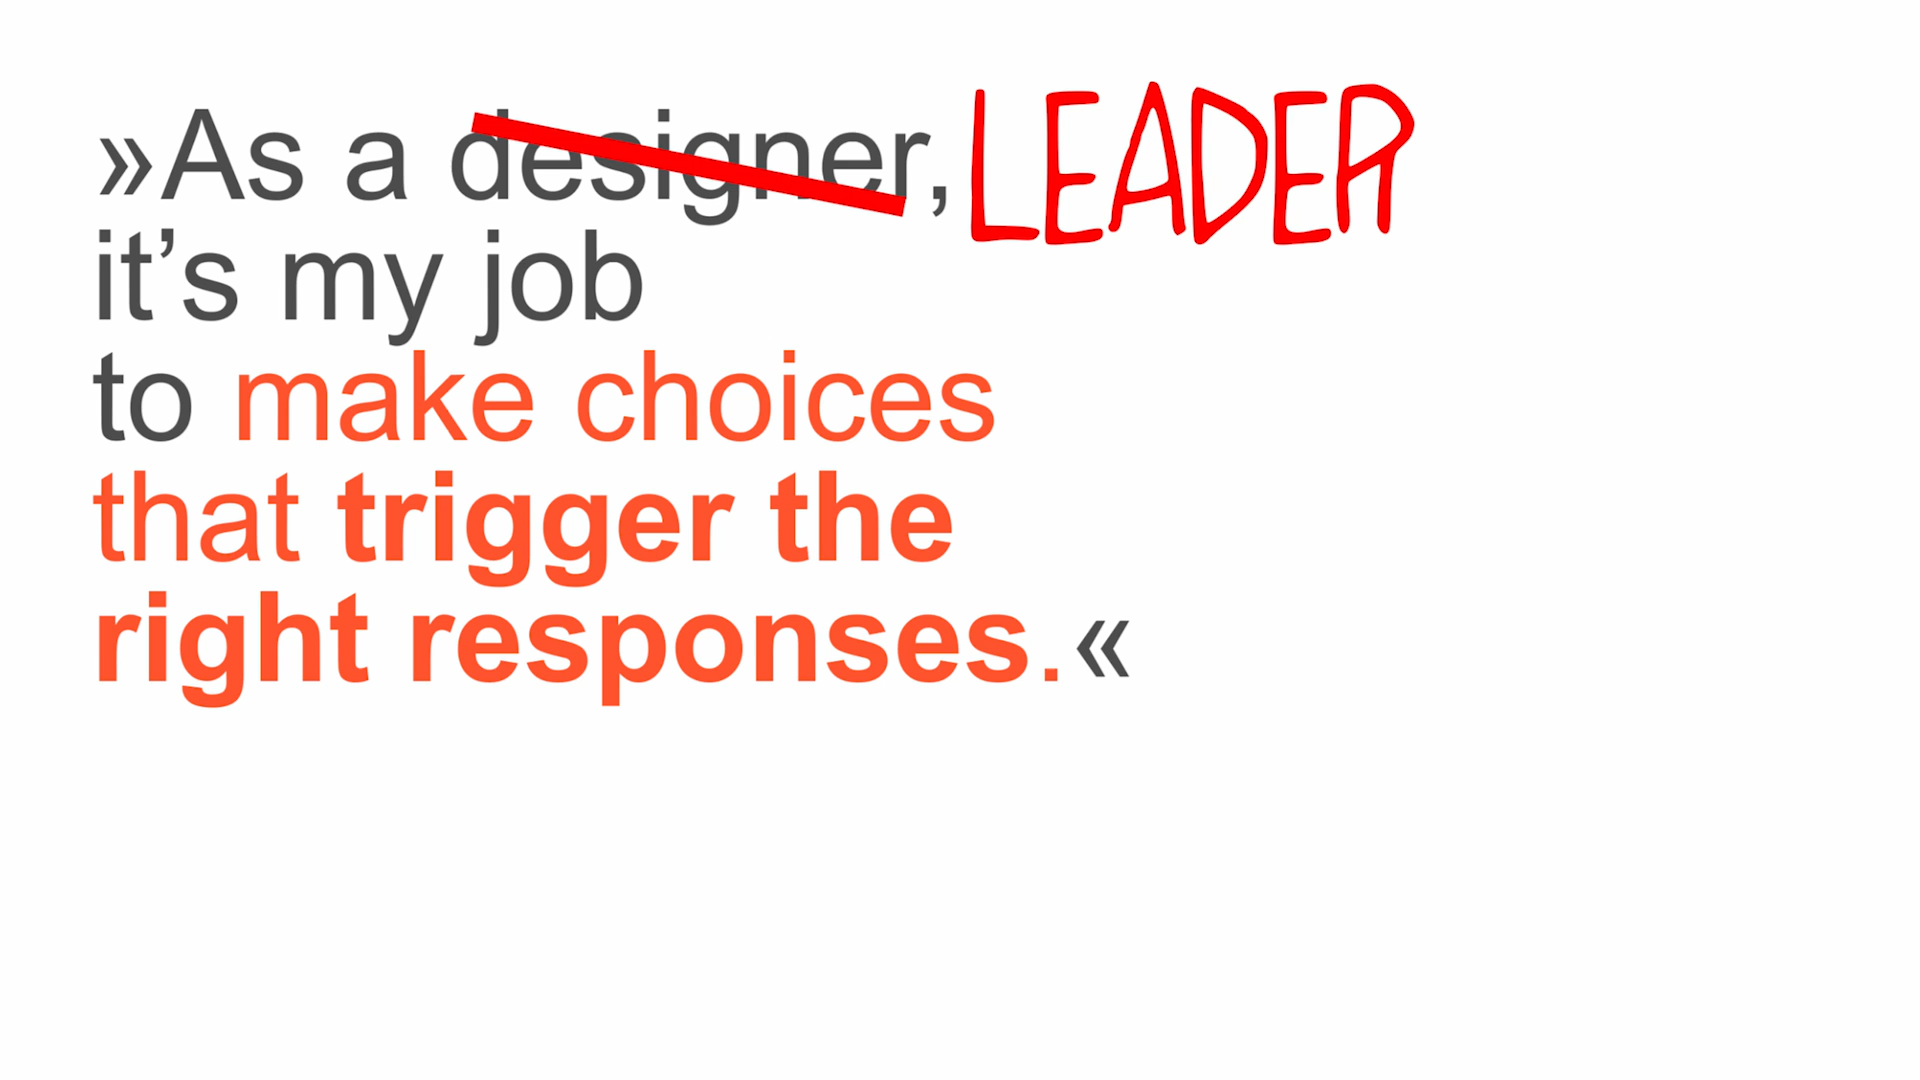 »As a designer, LEADER
it’s my job
to make choices
that trigger the
right responses.«